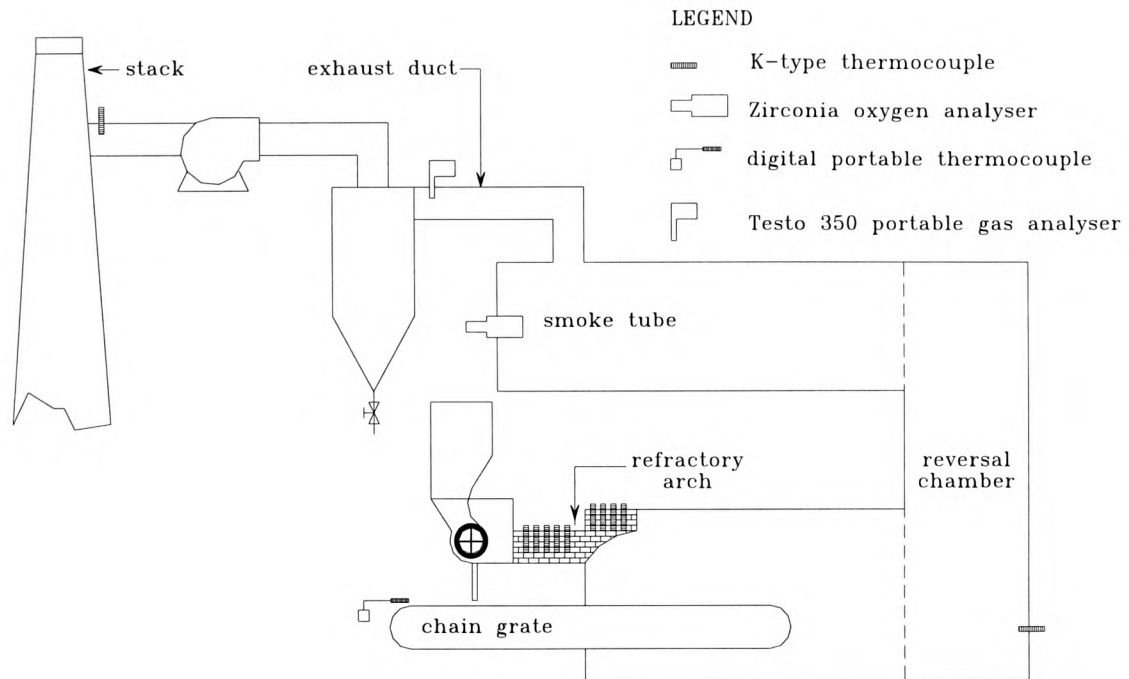 LEGEND
K-type thermocouple
Zirconia oxygen analyser
digital portable thermocouple
Testo 350 portable gas analyser
stack
exhaust duct
smoke tube
refractory
arch
reversal
chamber
chain grate